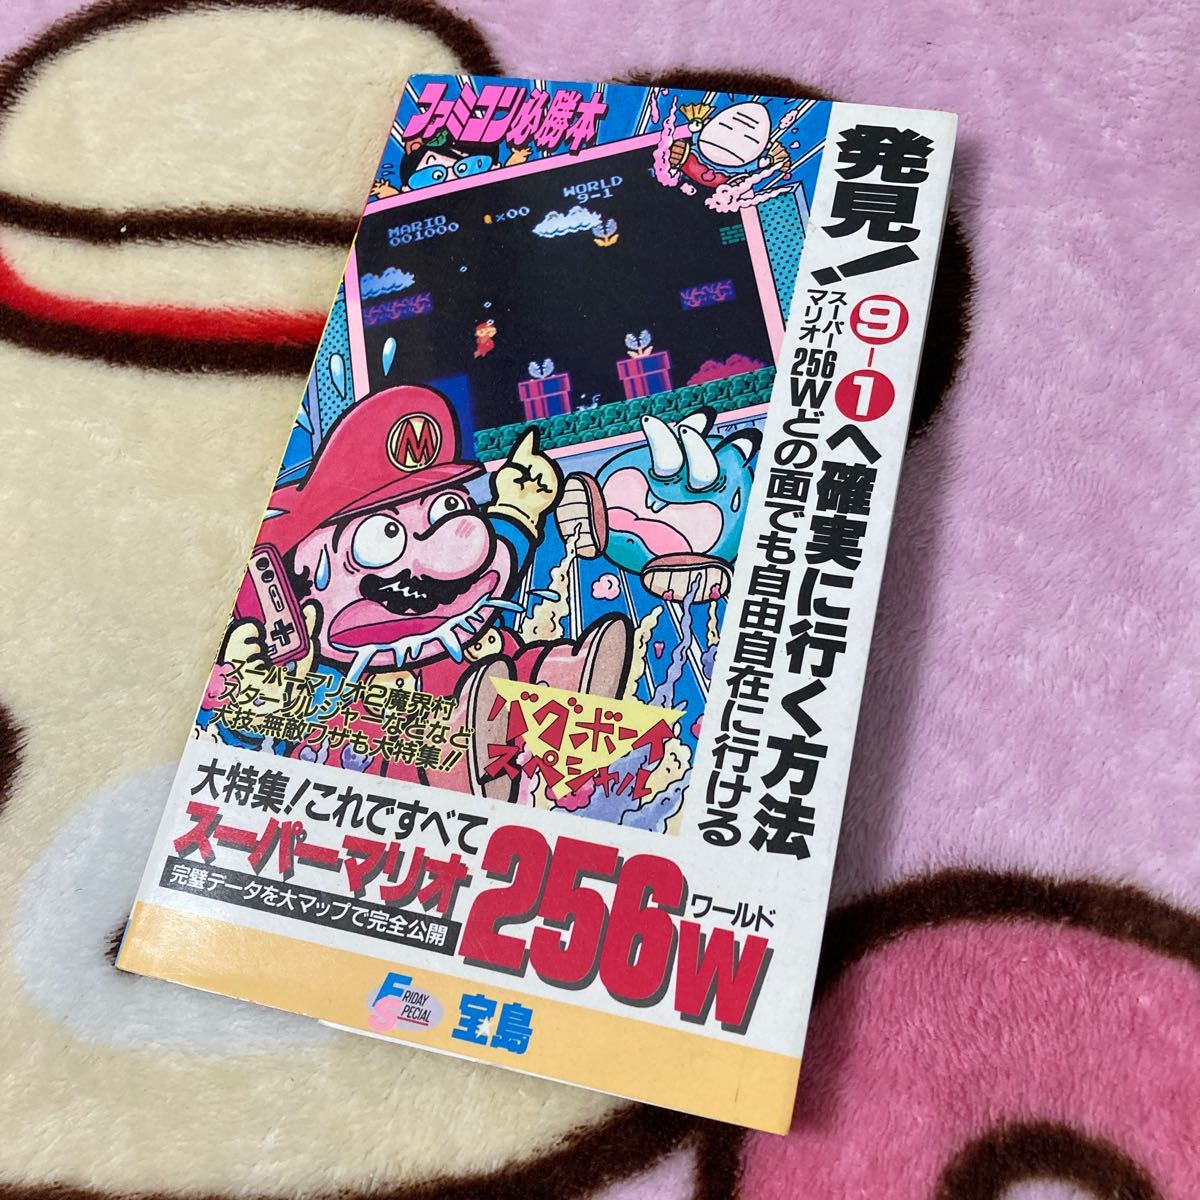 ファミコン必勝本
発見!
9-1へ確実に行く方法
スーパーマリオ256Wどの面でも自由自在に行ける
MARIO
001000
×00
WORLD
9-1
M
スーパーマリオ2魔界村
スターソルジャーなどなど
大技、無敵ワザも大特集!!
バグボーイ
スペシャル
大特集!これですべて
スーパーマリオ
256W
ワールド
完璧データを大マップで完全公開
FRIDAY
SPECIAL
宝島